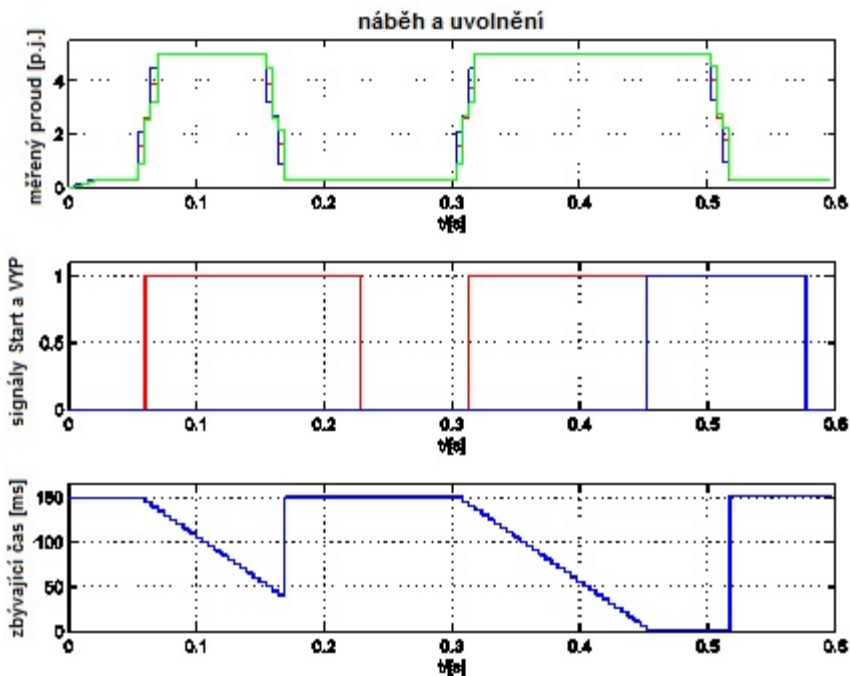 náběh a uvolnění
měřený proud [p.j.]
4
2
0
0 0.1 0.2 0.3 0.4 0.5 0.6
t/[s]
signály Start a VYP
1
0.5
0
0 0.1 0.2 0.3 0.4 0.5 0.6
t/[s]
zbývající čas [ms]
150
100
50
0
0 0.1 0.2 0.3 0.4 0.5 0.6
t/[s]